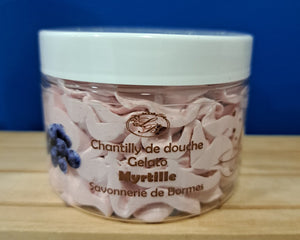 Chantilly de douche
Gelato
Myrtille
Savonnerie de Bormes